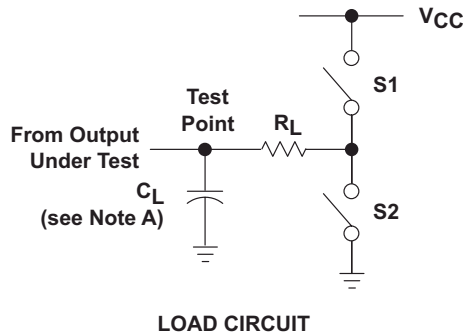 VCC
S1
Test
Point
RL
From Output
Under Test
CL
(see Note A)
S2
LOAD CIRCUIT